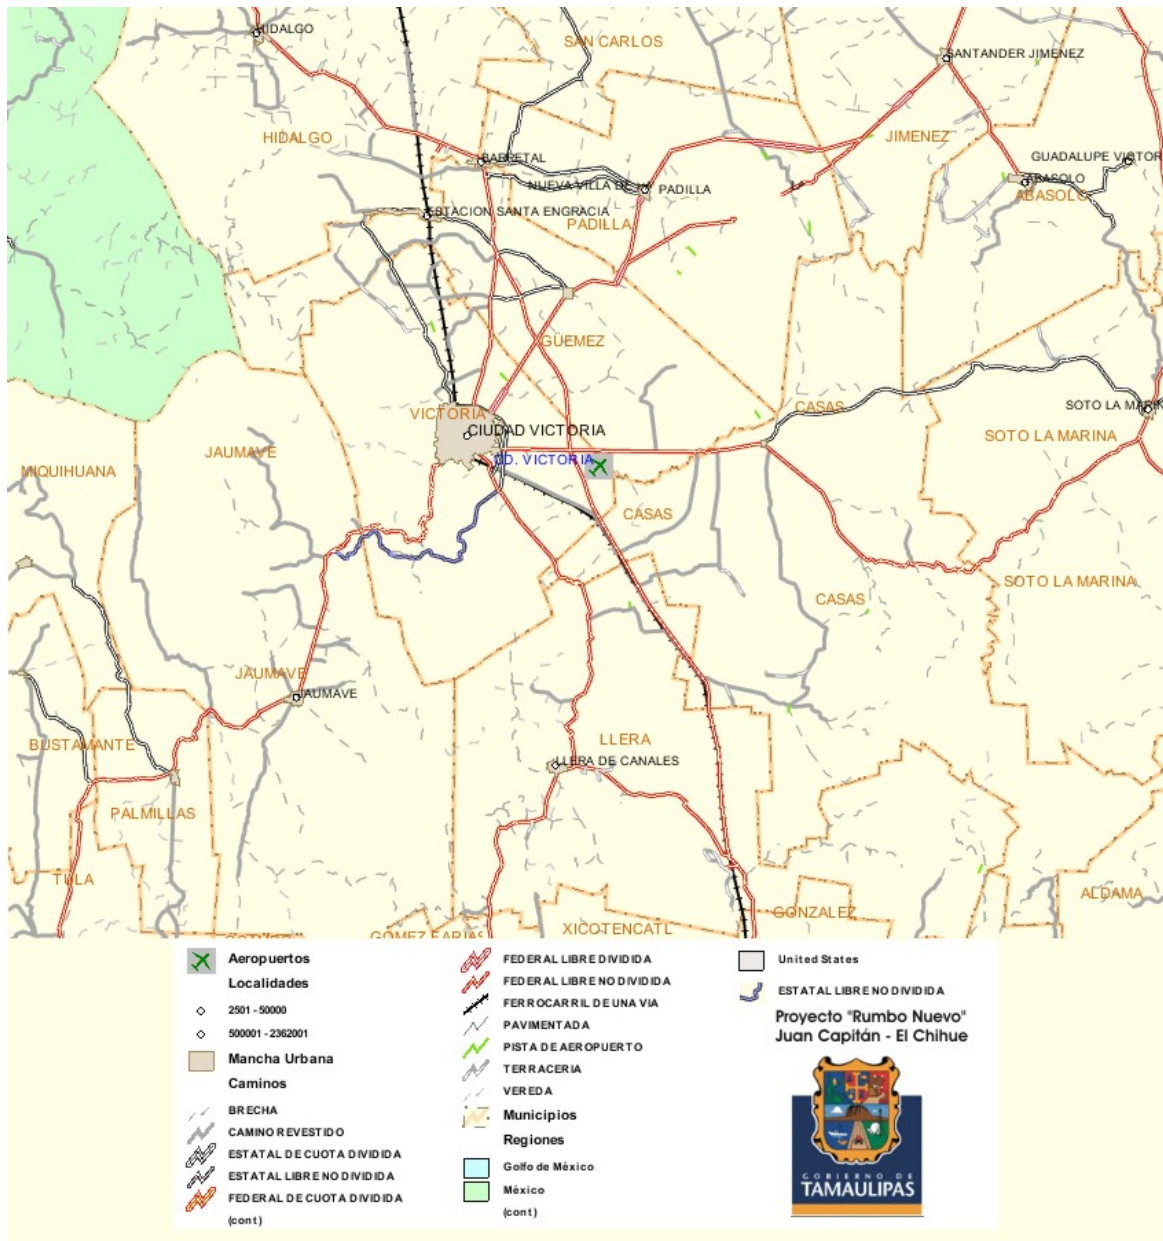 HIDALGO
SAN CARLOS
SANTANDER JIMENEZ
HIDALGO
JIMENEZ
BARRETAL
GUADALUPE VICTOR
NUEVA VILLA DE
PADILLA
ABASOLO
ABASOLO
ESTACION SANTA ENGRACIA
PADILLA
GÜEMEZ
VICTORIA
CASAS
SOTO LA MARIN
CIUDAD VICTORIA
SOTO LA MARINA
JAUMAVE
CD. VICTORIA
MIQUIHUANA
CASAS
SOTO LA MARINA
CASAS
JAUMAVE
JAUMAVE
BUSTAMANTE
LLERA
LLERA DE CANALES
PALMILLAS
TULA
ALDAMA
GONZALEZ
XICOTENCATL
GOMEZ FARIAS
Aeropuertos
Localidades
2501 - 50000
500001 - 2362001
Mancha Urbana
Caminos
BRECHA
CAMINO REVESTIDO
ESTATAL DE CUOTA DIVIDIDA
ESTATAL LIBRE NO DIVIDIDA
FEDERAL DE CUOTA DIVIDIDA
(cont)
FEDERAL LIBRE DIVIDIDA
FEDERAL LIBRE NO DIVIDIDA
FERROCARRIL DE UNA VIA
PAVIMENTADA
PISTA DE AEROPUERTO
TERRACERIA
VEREDA
Municipios
Regiones
Golfo de México
México
(cont)
United States
ESTATAL LIBRE NO DIVIDIDA
Proyecto "Rumbo Nuevo"
Juan Capitán - El Chihue
GOBIERNO DE
TAMAULIPAS